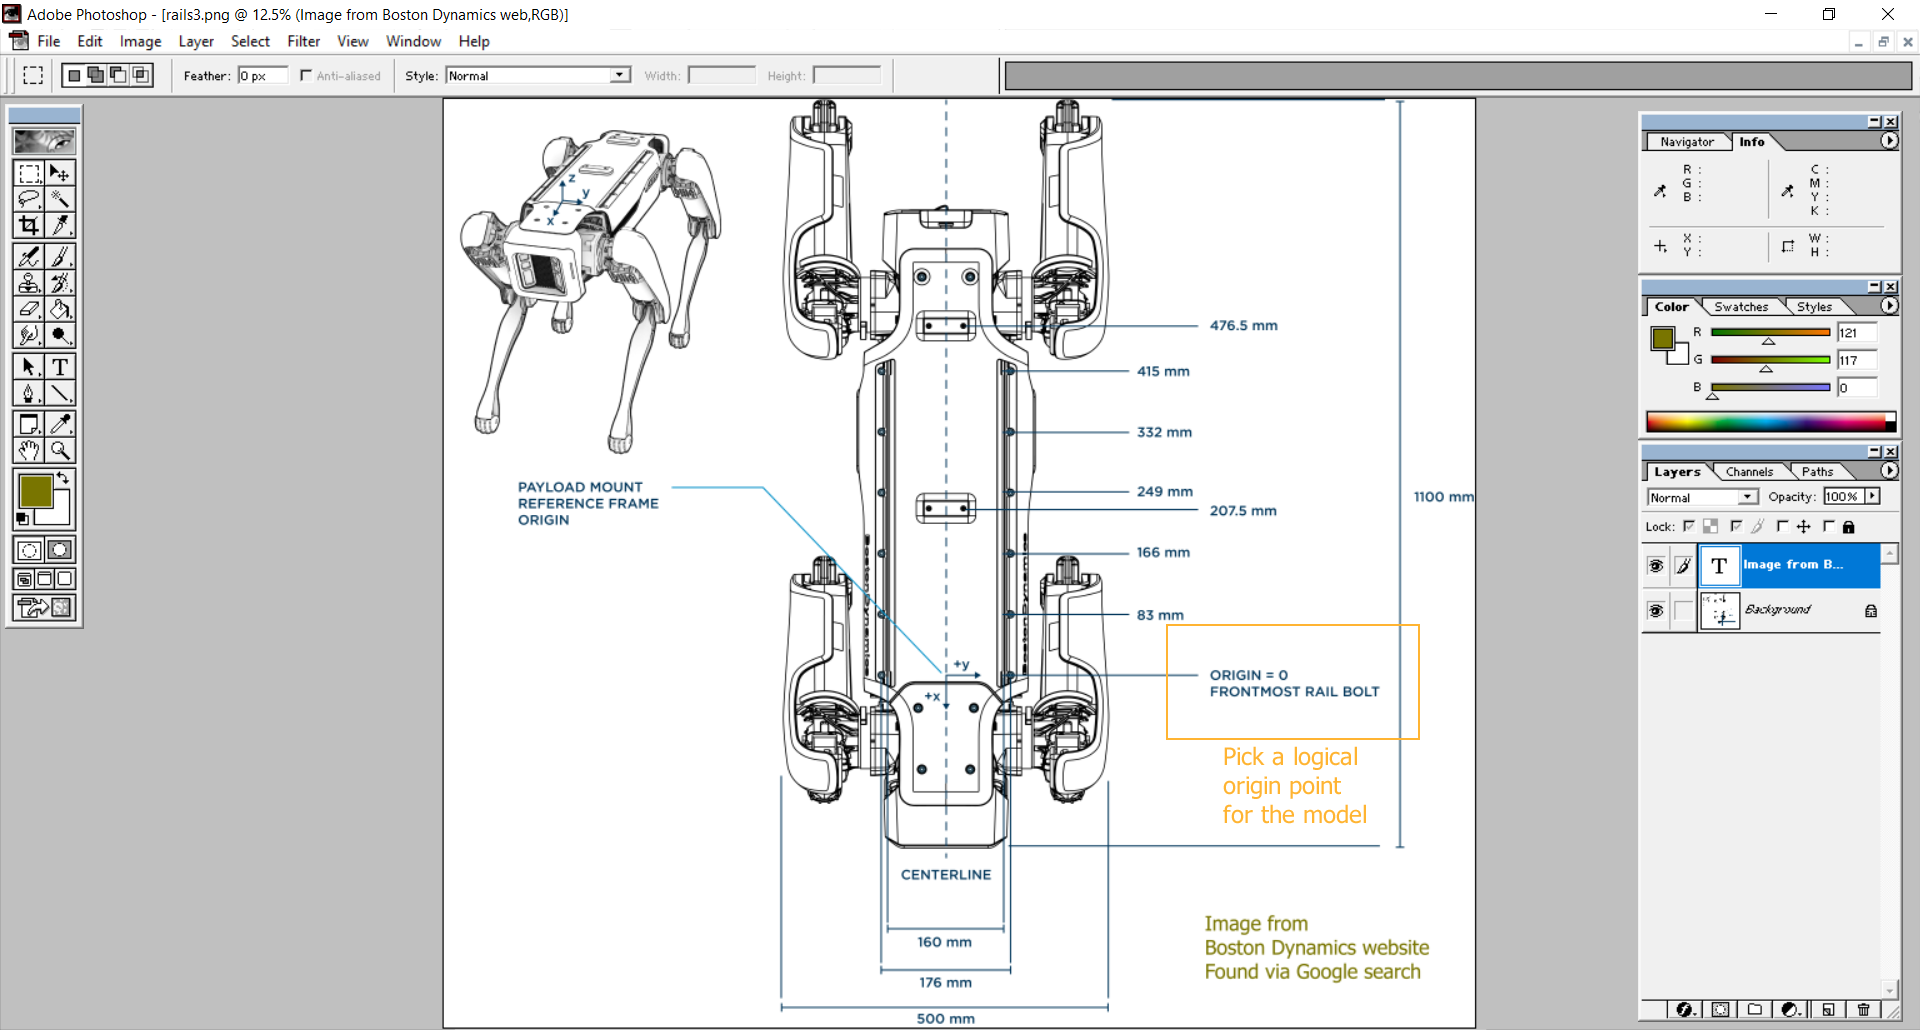 Adobe Photoshop - [rails3.png @ 12.5% (Image from Boston Dynamics web,RGB)]
File Edit Image Layer Select Filter View Window Help
Feather: 0 px Anti-aliased Style: Normal Width: Height:
Navigator Info
R : C :
G : M :
B : Y :
K :
X : W :
Y : H :
Color Swatches Styles
R 121
G 117
B 0
Layers Channels Paths
Normal Opacity: 100%
Lock:
T Image from B...
Background
T
z
y
x
476.5 mm
415 mm
332 mm
PAYLOAD MOUNT
REFERENCE FRAME
ORIGIN
249 mm
1100 mm
207.5 mm
166 mm
BostonDynamics
BostonDynamics
83 mm
+y
+x
ORIGIN = 0
FRONTMOST RAIL BOLT
Pick a logical
origin point
for the model
CENTERLINE
160 mm
176 mm
500 mm
Image from
Boston Dynamics website
Found via Google search